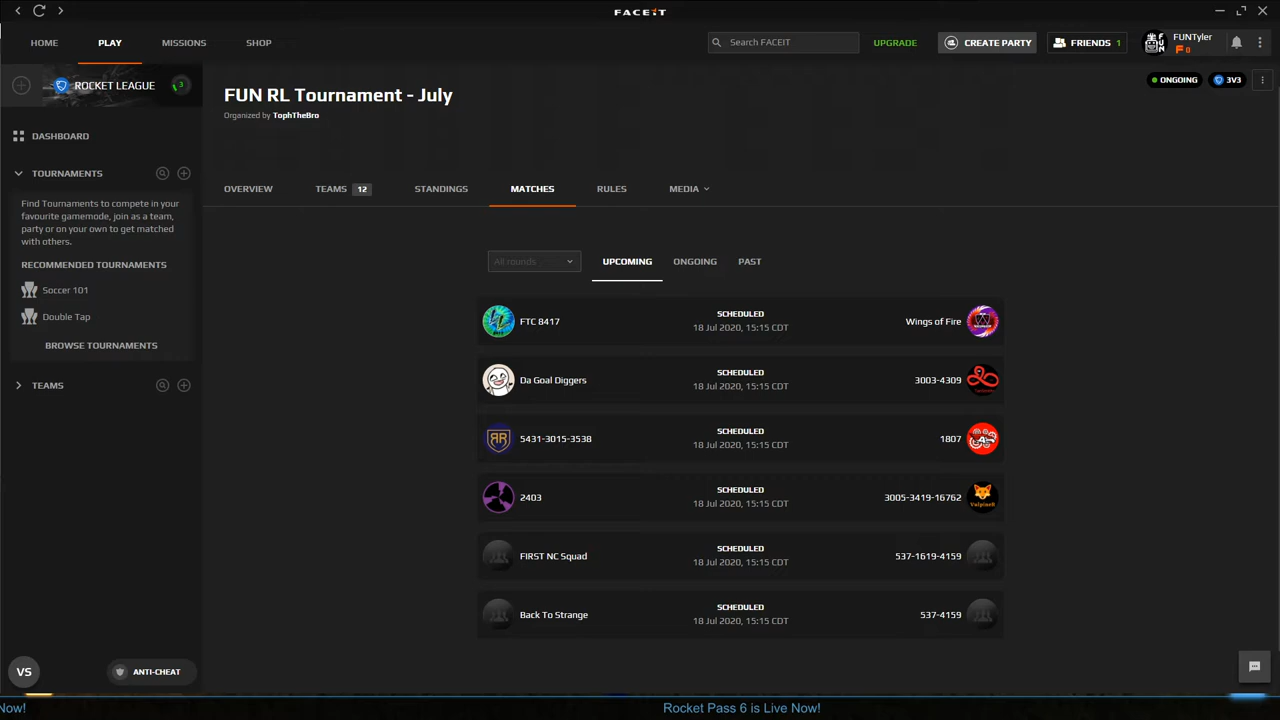 FACEIT
HOME PLAY MISSIONS SHOP Search FACEIT UPGRADE CREATE PARTY FRIENDS 1 FUNTyler
0
ROCKET LEAGUE 3
DASHBOARD
TOURNAMENTS
Find Tournaments to compete in your
favourite gamemode, join as a team,
party or on your own to get matched
with others.
RECOMMENDED TOURNAMENTS
Soccer 101
Double Tap
BROWSE TOURNAMENTS
TEAMS
VS ANTI-CHEAT
FUN RL Tournament - July
Organized by TophTheBro
ONGOING 3V3
OVERVIEW TEAMS 12 STANDINGS MATCHES RULES MEDIA
All rounds UPCOMING ONGOING PAST
FTC 8417 SCHEDULED Wings of Fire
18 Jul 2020, 15:15 CDT
Da Goal Diggers SCHEDULED 3003-4309
18 Jul 2020, 15:15 CDT
RR 5431-3015-3538 SCHEDULED 1807
18 Jul 2020, 15:15 CDT
2403 SCHEDULED 3005-3419-16762
18 Jul 2020, 15:15 CDT
FIRST NC Squad SCHEDULED 537-1619-4159
18 Jul 2020, 15:15 CDT
Back To Strange SCHEDULED 537-4159
18 Jul 2020, 15:15 CDT
Now! Rocket Pass 6 is Live Now!